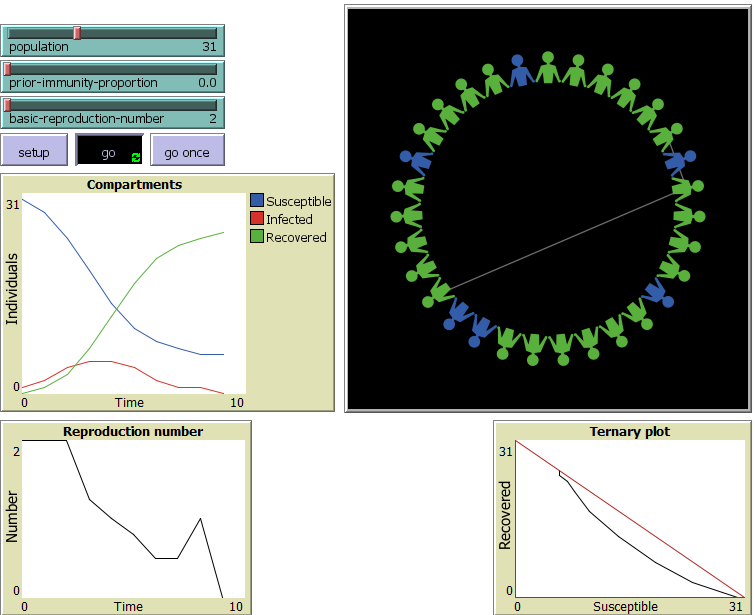 population 31
prior-immunity-proportion 0.0
basic-reproduction-number 2
setup go go once
Compartments
31
Individuals
0
0 Time 10
Susceptible
Infected
Recovered
Reproduction number
2
Number
0
0 Time 10
Ternary plot
31
Recovered
0
0 Susceptible 31